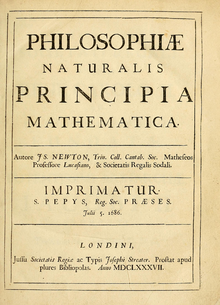 PHILOSOPHIÆ
NATURALIS
PRINCIPIA
MATHEMATICA.
Autore JS. NEWTON, Trin. Coll. Cantab. Soc. Matheseos
Professore Lucasiano, & Societatis Regalis Sodali.
IMPRIMATUR.
S. PEPYS, Reg. Soc. PRÆSES.
Julii 5. 1686.
LONDINI,
Jussu Societatis Regiæ ac Typis Josephi Streater. Prostat apud
plures Bibliopolas. Anno MDCLXXXVII.